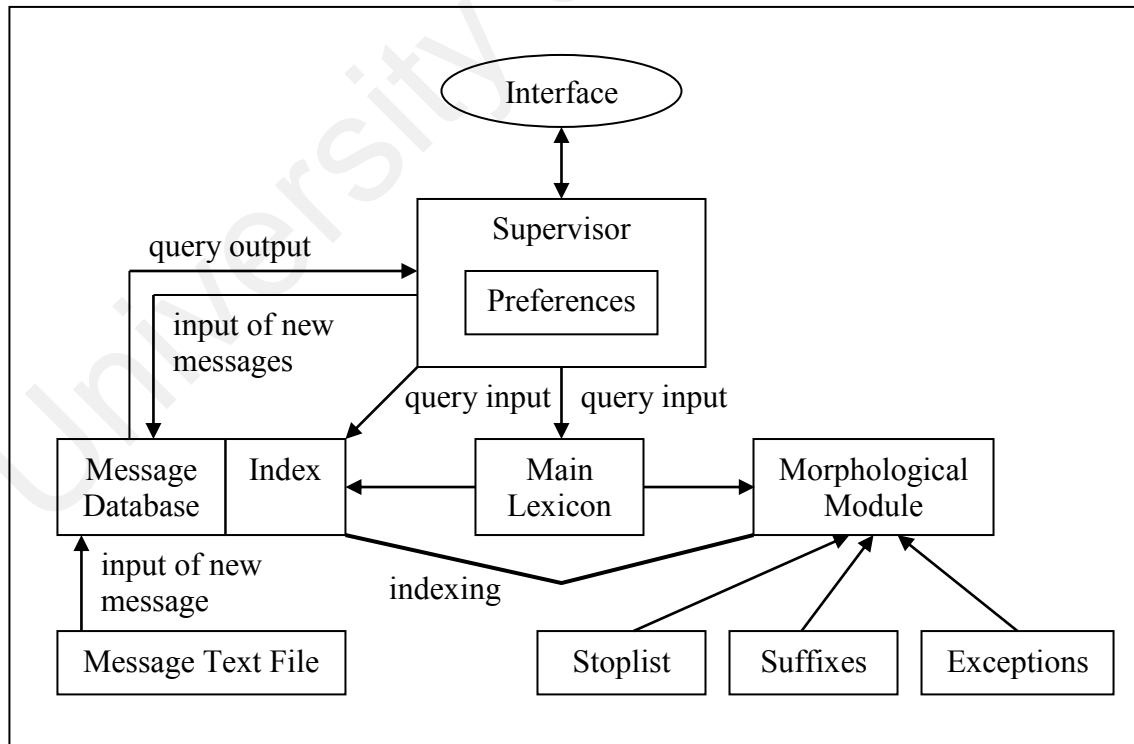 University
Interface
Supervisor
Preferences
query output
input of new
messages
query input
query input
Message
Database
Index
Main
Lexicon
Morphological
Module
input of new
message
indexing
Message Text File
Stoplist
Suffixes
Exceptions